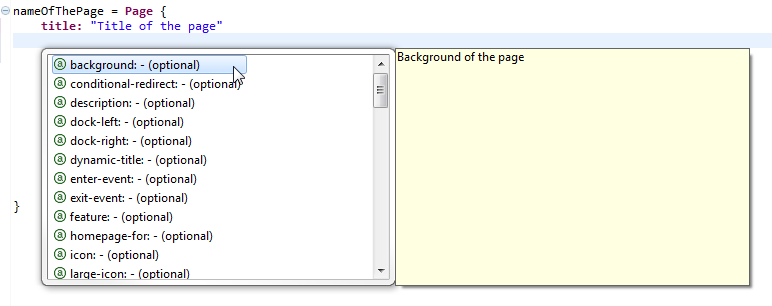 nameOfThePage = Page {
title: "Title of the page"
background: - (optional)
Background of the page
conditional-redirect: - (optional)
description: - (optional)
dock-left: - (optional)
dock-right: - (optional)
dynamic-title: - (optional)
enter-event: - (optional)
exit-event: - (optional)
feature: - (optional)
homepage-for: - (optional)
icon: - (optional)
large-icon: - (optional)
}